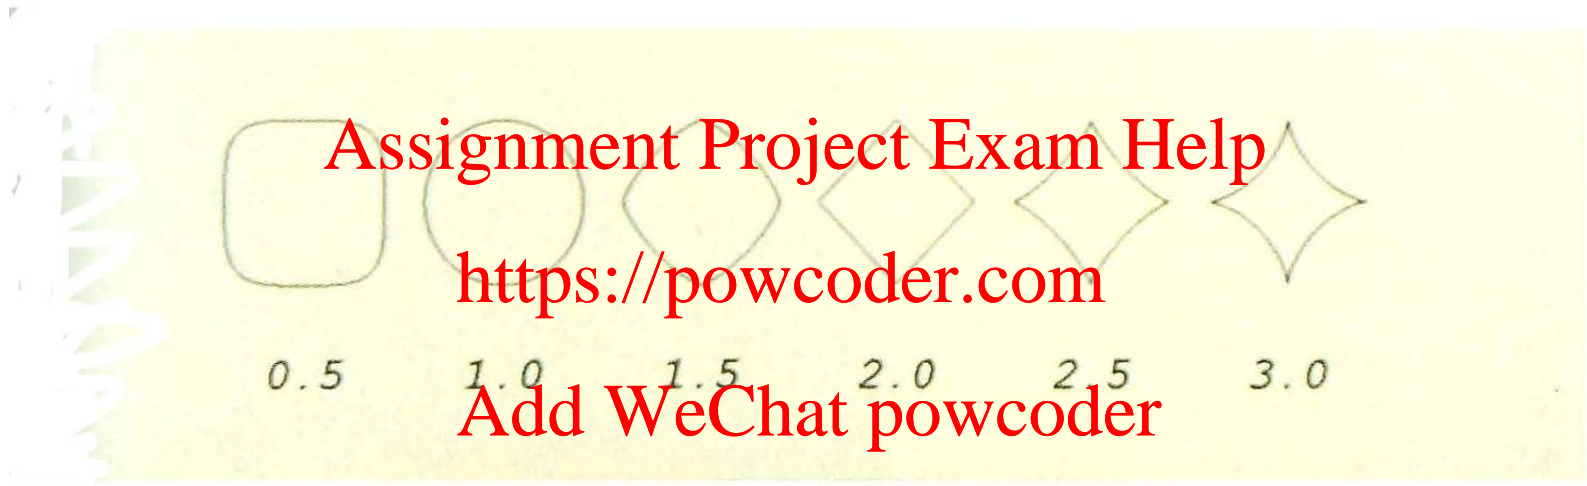 Assignment Project Exam Help
https://powcoder.com
0.5 1.0 1.5 2.0 2.5 3.0
Add WeChat powcoder